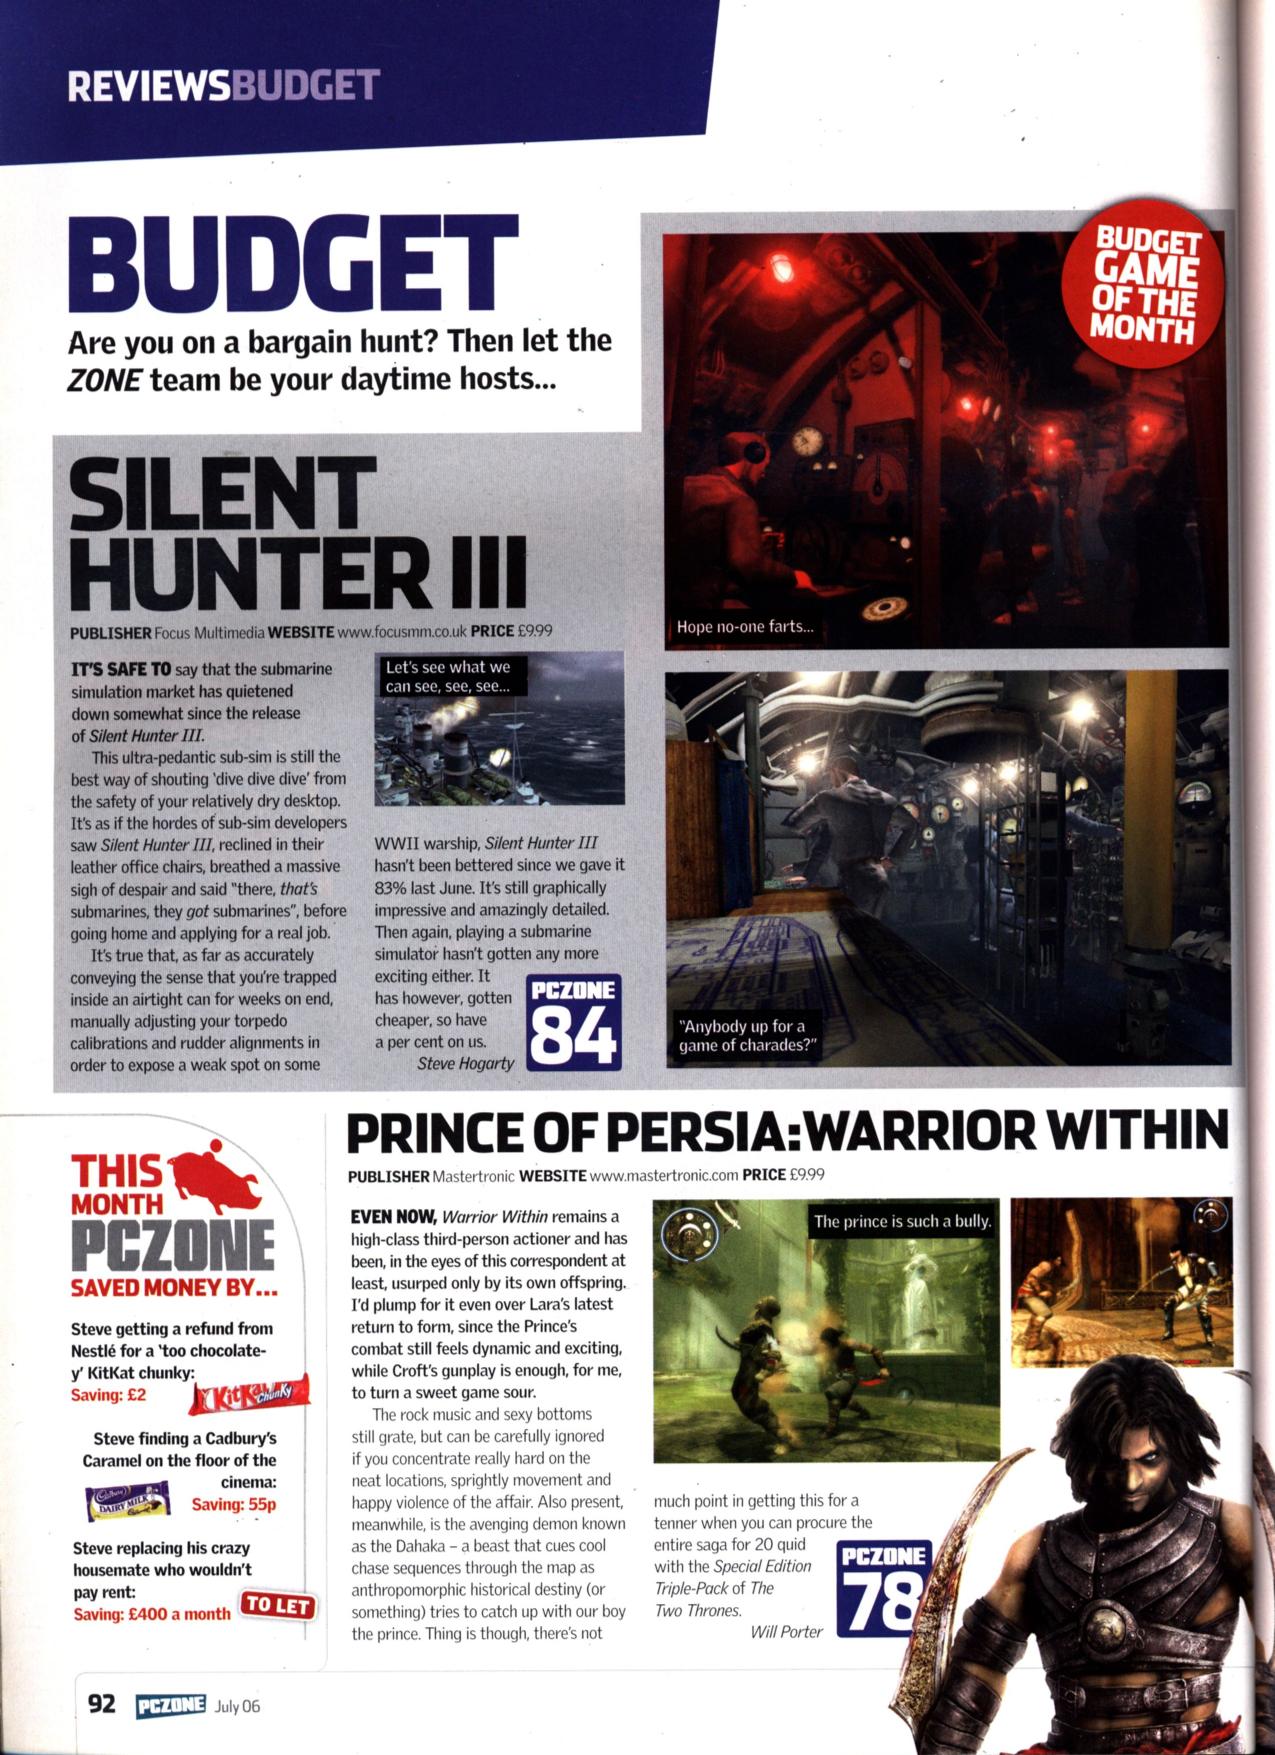 REVIEWSBUDGET
BUDGET
Are you on a bargain hunt? Then let the
ZONE team be your daytime hosts...
BUDGET
GAME
OF THE
MONTH
SILENT
HUNTER III
PUBLISHER Focus Multimedia WEBSITE www.focusmm.co.uk PRICE £9.99
IT'S SAFE TO say that the submarine
simulation market has quietened
down somewhat since the release
of Silent Hunter III.
This ultra-pedantic sub-sim is still the
best way of shouting 'dive dive dive' from
the safety of your relatively dry desktop.
It's as if the hordes of sub-sim developers
saw Silent Hunter III, reclined in their
leather office chairs, breathed a massive
sigh of despair and said "there, that's
submarines, they got submarines", before
going home and applying for a real job.
It's true that, as far as accurately
conveying the sense that you're trapped
inside an airtight can for weeks on end,
manually adjusting your torpedo
calibrations and rudder alignments in
order to expose a weak spot on some
Let's see what we
can see, see, see...
WWII warship, Silent Hunter III
hasn't been bettered since we gave it
83% last June. It's still graphically
impressive and amazingly detailed.
Then again, playing a submarine
simulator hasn't gotten any more
exciting either. It
has however, gotten
cheaper, so have
a per cent on us.
Steve Hogarty
PCZONE
84
Hope no-one farts...
"Anybody up for a
game of charades?"
THIS
MONTH
PCZONE
SAVED MONEY BY...
Steve getting a refund from
Nestlé for a 'too chocolate-
y' KitKat chunky:
Saving: £2
KitKat Chunky
Steve finding a Cadbury's
Caramel on the floor of the
cinema:
Saving: 55p
Cadbury
DAIRY MILK
Steve replacing his crazy
housemate who wouldn't
pay rent:
Saving: £400 a month
TO LET
PRINCE OF PERSIA: WARRIOR WITHIN
PUBLISHER Mastertronic WEBSITE www.mastertronic.com PRICE £9.99
EVEN NOW, Warrior Within remains a
high-class third-person actioner and has
been, in the eyes of this correspondent at
least, usurped only by its own offspring.
I'd plump for it even over Lara's latest
return to form, since the Prince's
combat still feels dynamic and exciting,
while Croft's gunplay is enough, for me,
to turn a sweet game sour.
The rock music and sexy bottoms
still grate, but can be carefully ignored
if you concentrate really hard on the
neat locations, sprightly movement and
happy violence of the affair. Also present,
meanwhile, is the avenging demon known
as the Dahaka – a beast that cues cool
chase sequences through the map as
anthropomorphic historical destiny (or
something) tries to catch up with our boy
the prince. Thing is though, there's not
The prince is such a bully.
much point in getting this for a
tenner when you can procure the
entire saga for 20 quid
with the Special Edition
Triple-Pack of The
Two Thrones.
Will Porter
PCZONE
78
92 PCZONE July 06